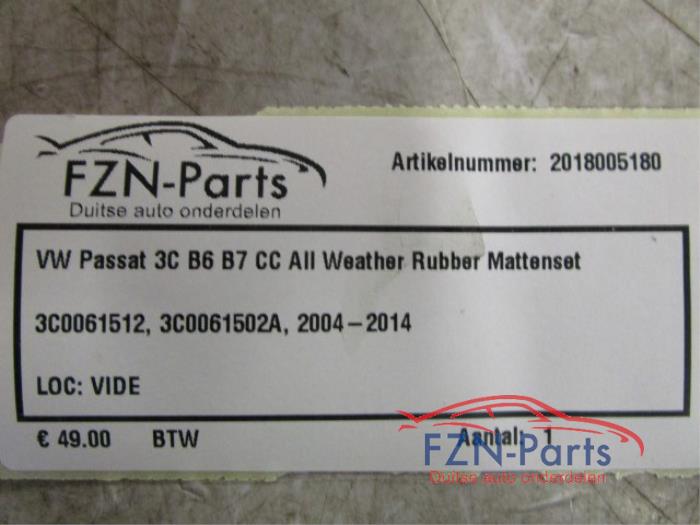 FZN-Parts
Duitse auto onderdelen
Artikelnummer: 2018005180
VW Passat 3C B6 B7 CC All Weather Rubber Mattenset
3C0061512, 3C0061502A, 2004-2014
LOC: VIDE
€ 49.00 BTW Aantal: 1
FZN-Parts
Duitse auto onderdelen